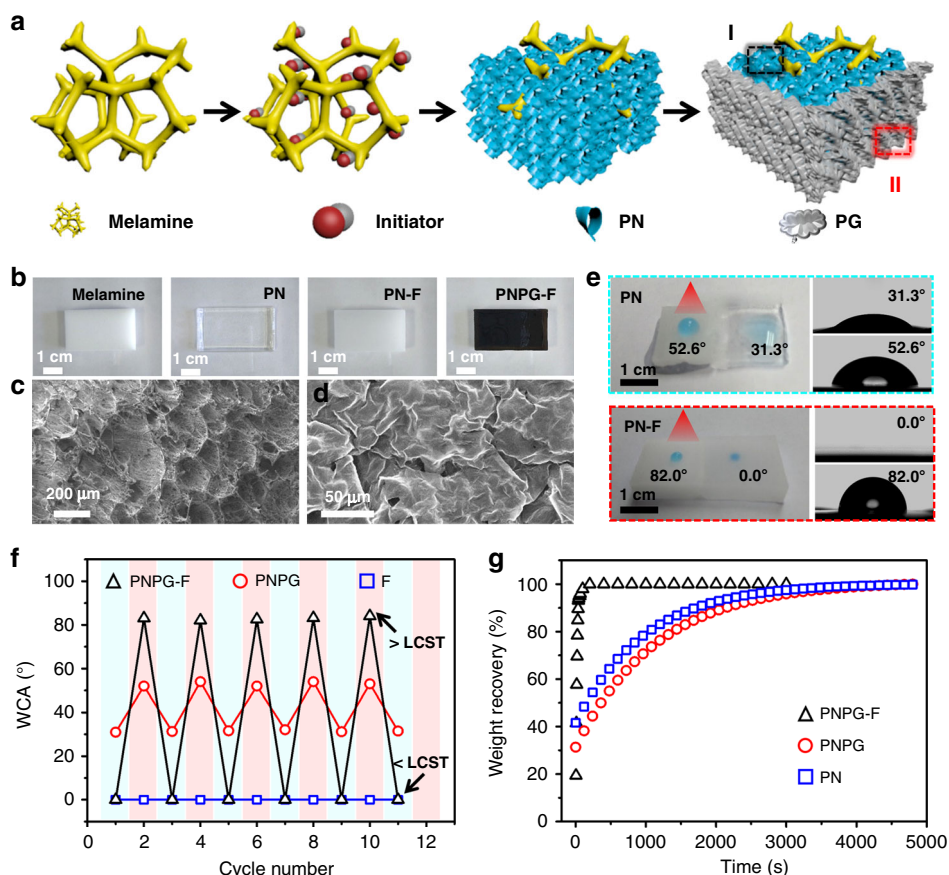 a
I
II
Melamine
Initiator
PN
PG
b
Melamine
PN
PN-F
PNPG-F
1 cm
1 cm
1 cm
1 cm
c
200 μm
d
50 μm
e
PN
52.6°
31.3°
1 cm
31.3°
52.6°
PN-F
82.0°
0.0°
1 cm
0.0°
82.0°
f
PNPG-F
PNPG
F
100
80
60
40
20
0
WCA (°)
> LCST
< LCST
0 2 4 6 8 10 12
Cycle number
g
100
80
60
40
20
0
Weight recovery (%)
PNPG-F
PNPG
PN
0 1000 2000 3000 4000 5000
Time (s)